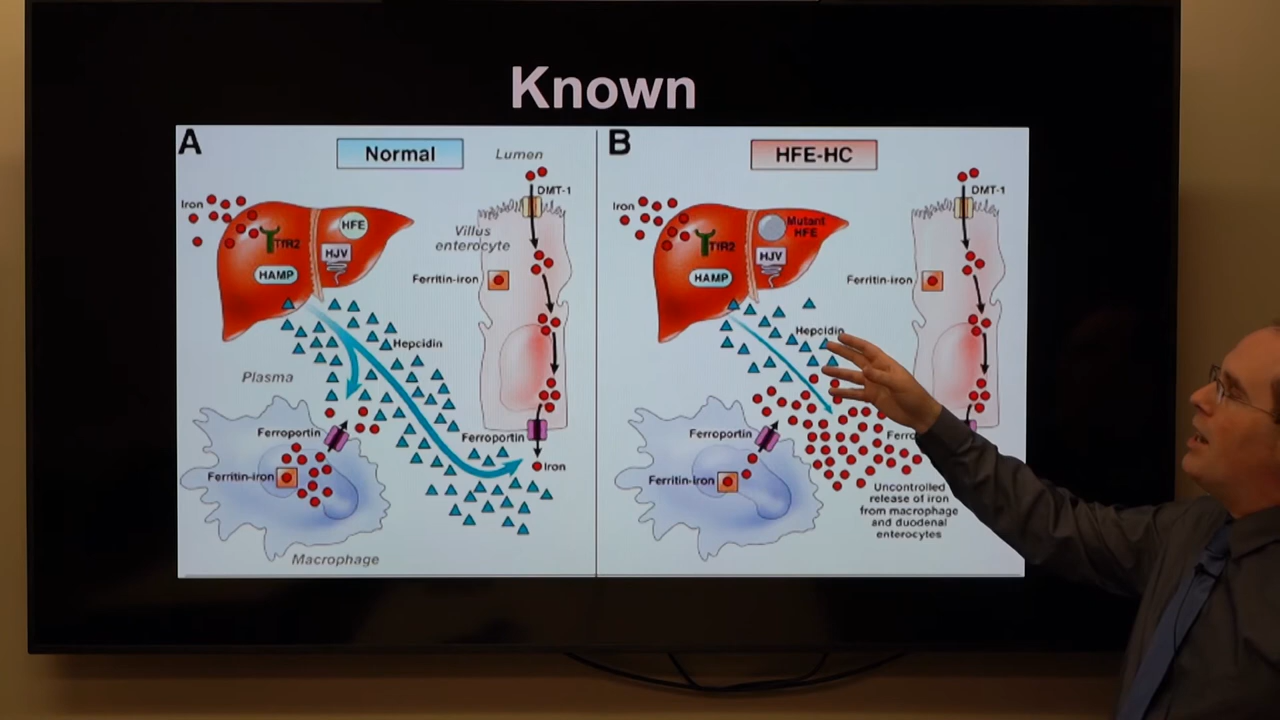 Known
A
Normal
Lumen
Iron
DMT-1
HFE
TfR2
Villus
enterocyte
HJV
HAMP
Ferritin-iron
Hepcidin
Plasma
Ferroportin
Ferroportin
Iron
Ferritin-iron
Macrophage
B
HFE-HC
Iron
DMT-1
Mutant
HFE
TfR2
HJV
HAMP
Ferritin-iron
Hepcidin
Ferroportin
Ferritin-iron
Uncontrolled
release of iron
from macrophage
and duodenal
enterocytes